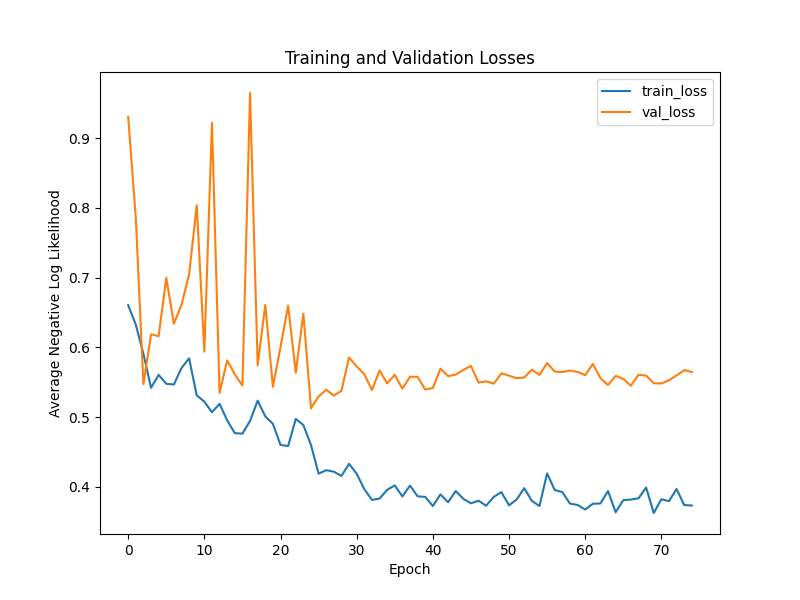 Training and Validation Losses
train_loss
val_loss
Average Negative Log Likelihood
0.9
0.8
0.7
0.6
0.5
0.4
0 10 20 30 40 50 60 70
Epoch